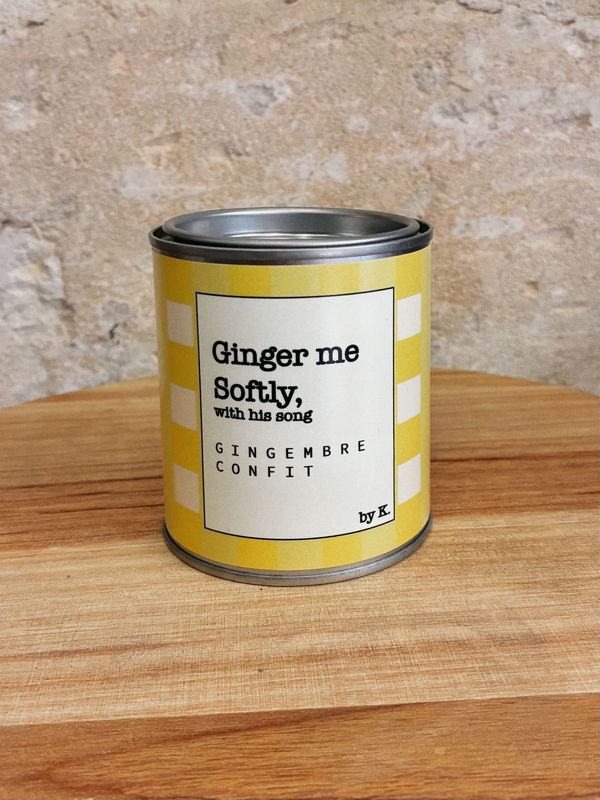 Ginger me
Softly,
with his song
GINGEMBRE
CONFIT
by K.